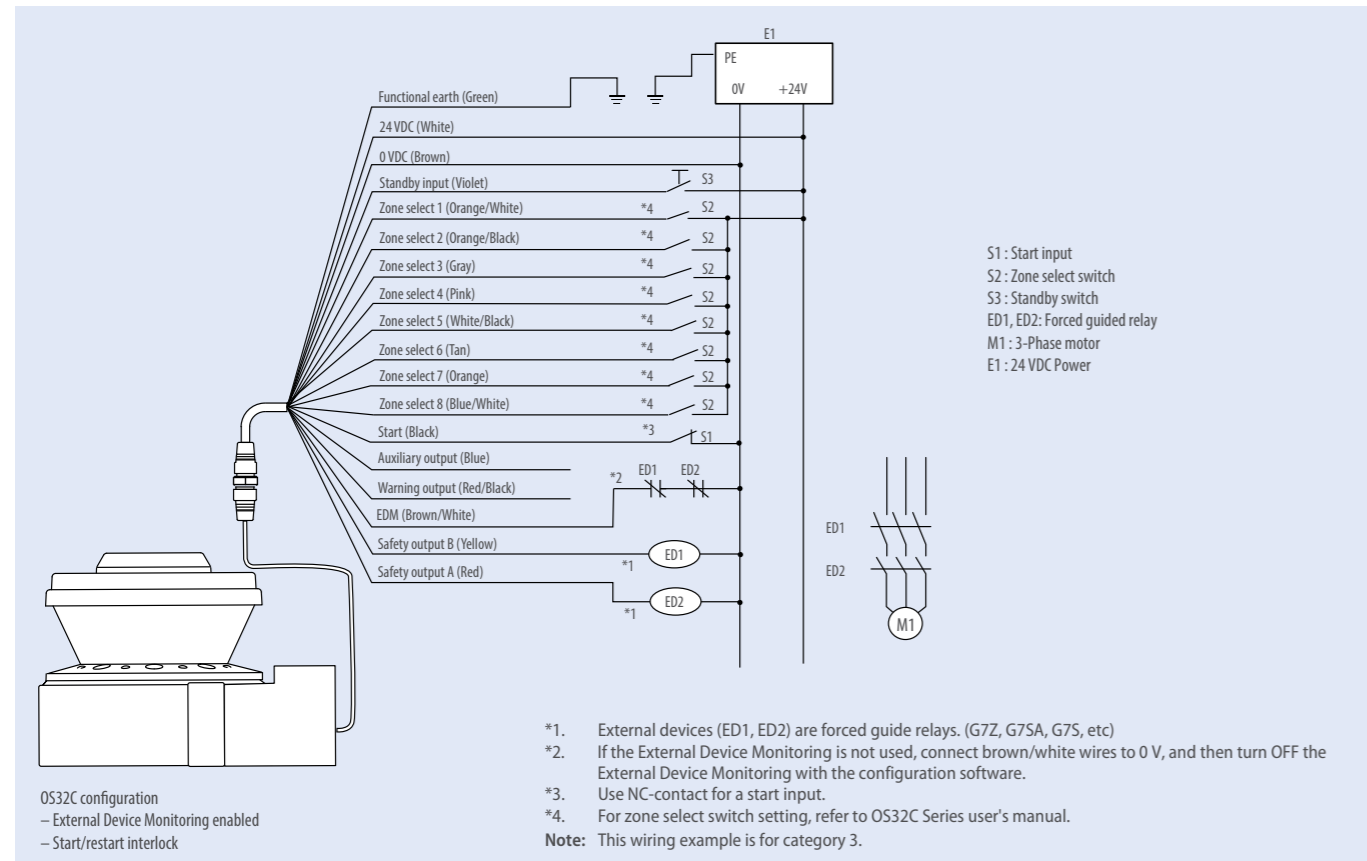 E1
PE
0V +24V
Functional earth (Green)
24 VDC (White)
0 VDC (Brown)
Standby input (Violet) S3
Zone select 1 (Orange/White) *4 S2
Zone select 2 (Orange/Black) *4 S2
Zone select 3 (Gray) *4 S2
Zone select 4 (Pink) *4 S2
Zone select 5 (White/Black) *4 S2
Zone select 6 (Tan) *4 S2
Zone select 7 (Orange) *4 S2
Zone select 8 (Blue/White) *4 S2
Start (Black) *3 S1
Auxiliary output (Blue)
Warning output (Red/Black) *2 ED1 ED2
EDM (Brown/White)
Safety output B (Yellow) *1 ED1
Safety output A (Red) *1 ED2
S1 : Start input
S2 : Zone select switch
S3 : Standby switch
ED1, ED2: Forced guided relay
M1 : 3-Phase motor
E1 : 24 VDC Power
ED1
ED2
M1
OS32C configuration
– External Device Monitoring enabled
– Start/restart interlock
*1. External devices (ED1, ED2) are forced guide relays. (G7Z, G7SA, G7S, etc)
*2. If the External Device Monitoring is not used, connect brown/white wires to 0 V, and then turn OFF the
External Device Monitoring with the configuration software.
*3. Use NC-contact for a start input.
*4. For zone select switch setting, refer to OS32C Series user's manual.
Note: This wiring example is for category 3.